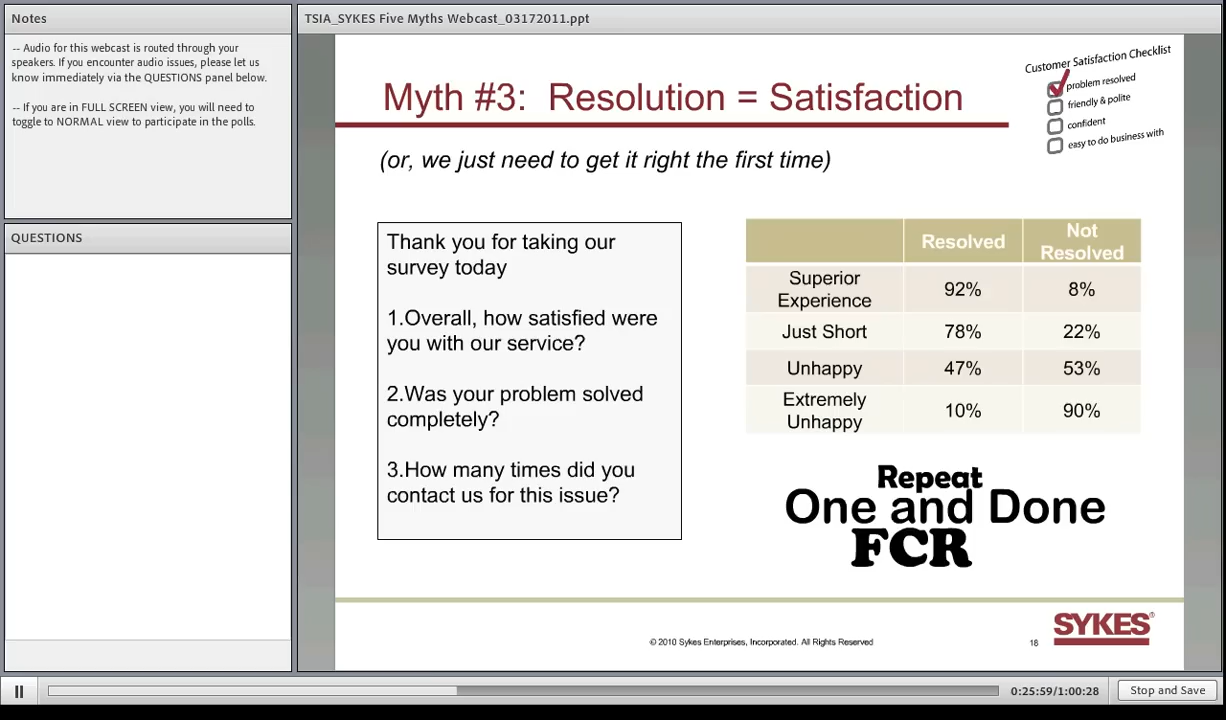 Notes
-- Audio for this webcast is routed through your
speakers. If you encounter audio issues, please let us
know immediately via the QUESTIONS panel below.
-- If you are in FULL SCREEN view, you will need to
toggle to NORMAL view to participate in the polls.
QUESTIONS
TSIA_SYKES Five Myths Webcast_03172011.ppt
Myth #3: Resolution = Satisfaction
(or, we just need to get it right the first time)
Customer Satisfaction Checklist
problem resolved
friendly & polite
confident
easy to do business with
Thank you for taking our
survey today
1.Overall, how satisfied were
you with our service?
2.Was your problem solved
completely?
3.How many times did you
contact us for this issue?
Resolved Not Resolved
Superior Experience 92% 8%
Just Short 78% 22%
Unhappy 47% 53%
Extremely Unhappy 10% 90%
Repeat
One and Done
FCR
© 2010 Sykes Enterprises, Incorporated. All Rights Reserved
18
SYKES®
0:25:59/1:00:28
Stop and Save